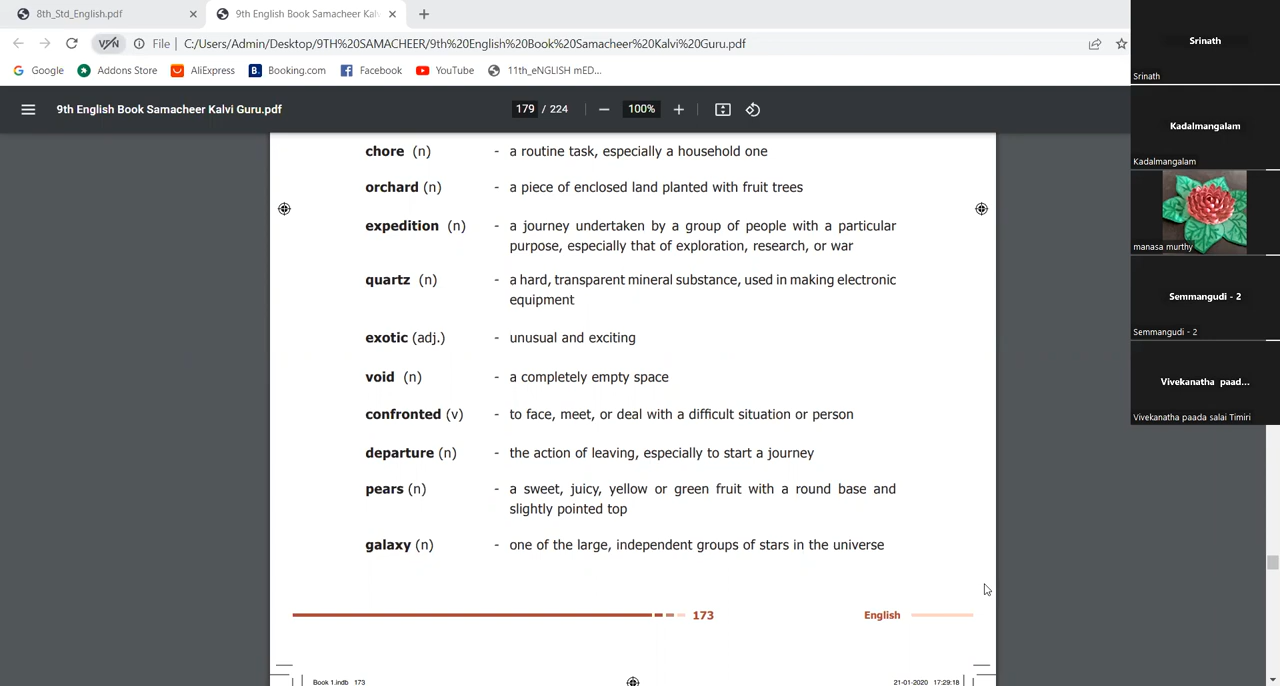 8th_Std_English.pdf
9th English Book Samacheer Kal
VPN
File
C:/Users/Admin/Desktop/9TH%20SAMACHEER/9th%20English%20Book%20Samacheer%20Kalvi%20Guru.pdf
Google
Addons Store
AliExpress
B. Booking.com
Facebook
YouTube
11th_eNGLISH mED...
9th English Book Samacheer Kalvi Guru.pdf
179 / 224
100%
chore (n) - a routine task, especially a household one
orchard (n) - a piece of enclosed land planted with fruit trees
expedition (n) - a journey undertaken by a group of people with a particular
purpose, especially that of exploration, research, or war
quartz (n) - a hard, transparent mineral substance, used in making electronic
equipment
exotic (adj.) - unusual and exciting
void (n) - a completely empty space
confronted (v) - to face, meet, or deal with a difficult situation or person
departure (n) - the action of leaving, especially to start a journey
pears (n) - a sweet, juicy, yellow or green fruit with a round base and
slightly pointed top
galaxy (n) - one of the large, independent groups of stars in the universe
173
English
Book 1.indb 173
21-01-2020 17:29:18
Srinath
Srinath
Kadalmangalam
Kadalmangalam
manasa murthy
Semmangudi - 2
Semmangudi - 2
Vivekanatha paad...
Vivekanatha paada salai Timiri